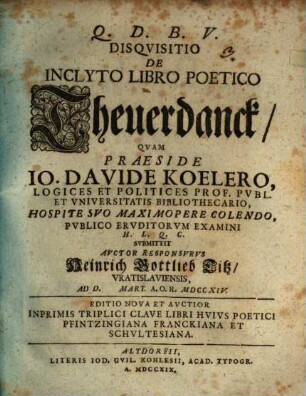 Q. D. B. V.
DISQVISITIO
DE
INCLYTO LIBRO POETICO
Theuerdanck/
QVAM
PRAESIDE
IO. DAVIDE KOELERO,
LOGICES ET POLITICES PROF. PVBL.
ET VNIVERSITATIS BIBLIOTHECARIO,
HOSPITE SVO MAXIMOPERE COLENDO,
PVBLICO ERVDITORVM EXAMINI
H. L. Q. C.
SVBMITTIT
AVCTOR RESPONSVRVS
Heinrich Gottlieb Titz/
VRATISLAVIENSIS,
AD D. MART. A. O. R. MDCCXIV.
EDITIO NOVA ET AVCTIOR
INPRIMIS TRIPLICI CLAVE LIBRI HVIVS POETICI
PFINTZINGIANA FRANCKIANA ET
SCHVLTESIANA.
ALTDORFII,
LITERIS IOD. GVIL. KOHLESII, ACAD. TYPOGR.
A. MDCCXIX.